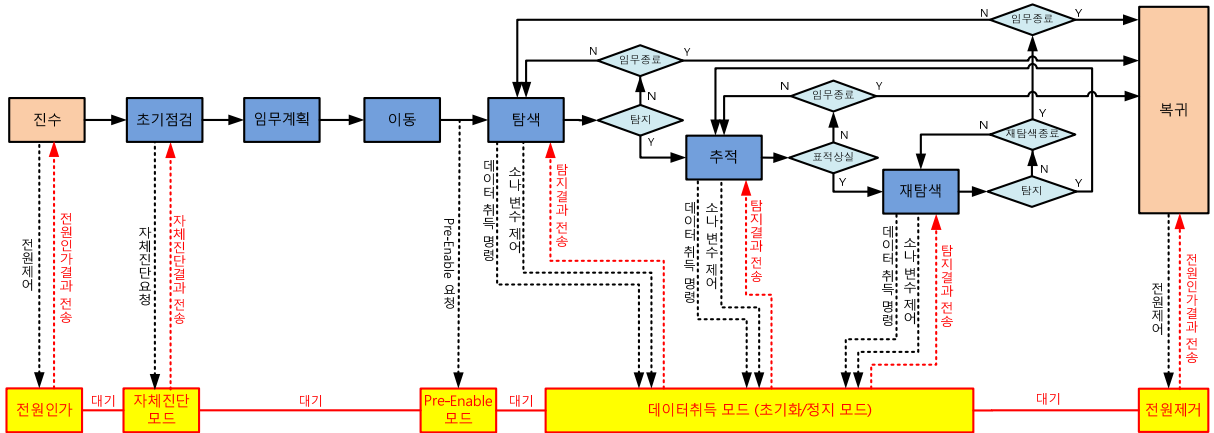 N
임무종료
Y
N
임무종료
Y
N
임무종료
Y
진수
초기점검
임무계획
이동
탐색
N
탐지
Y
추적
N
표적상실
Y
N
재탐색종료
Y
재탐색
N
탐지
Y
복귀
전원제어
전원인가결과 전송
자체진단요청
자체진단결과 전송
Pre-Enable 요청
데이터 취득 명령
소나 변수 제어
탐지결과 전송
데이터 취득 명령
소나 변수 제어
탐지결과 전송
데이터 취득 명령
소나 변수 제어
탐지결과 전송
전원제어
전원인가결과 전송
전원인가
대기
자체진단
모드
대기
Pre-Enable
모드
대기
데이터취득 모드 (초기화/정지 모드)
대기
전원제거